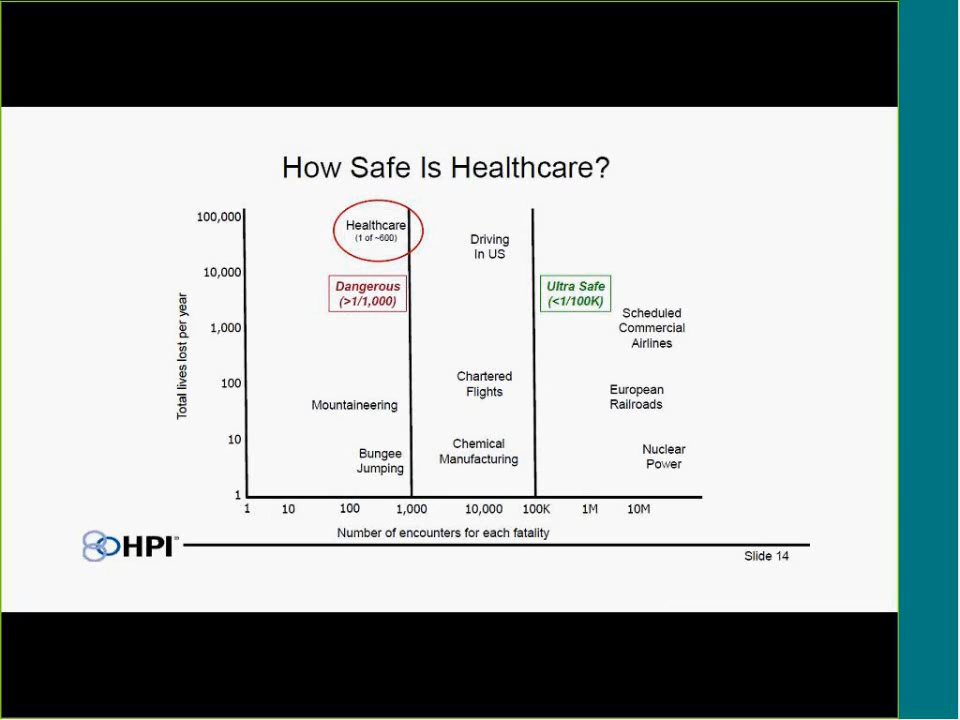 How Safe Is Healthcare?
100,000
10,000
1,000
100
10
1
Total lives lost per year
Healthcare
(1 of ~600)
Dangerous
(>1/1,000)
Mountaineering
Bungee
Jumping
Driving
In US
Chartered
Flights
Chemical
Manufacturing
Ultra Safe
(<1/100K)
Scheduled
Commercial
Airlines
European
Railroads
Nuclear
Power
1 10 100 1,000 10,000 100K 1M 10M
Number of encounters for each fatality
HPI
Slide 14